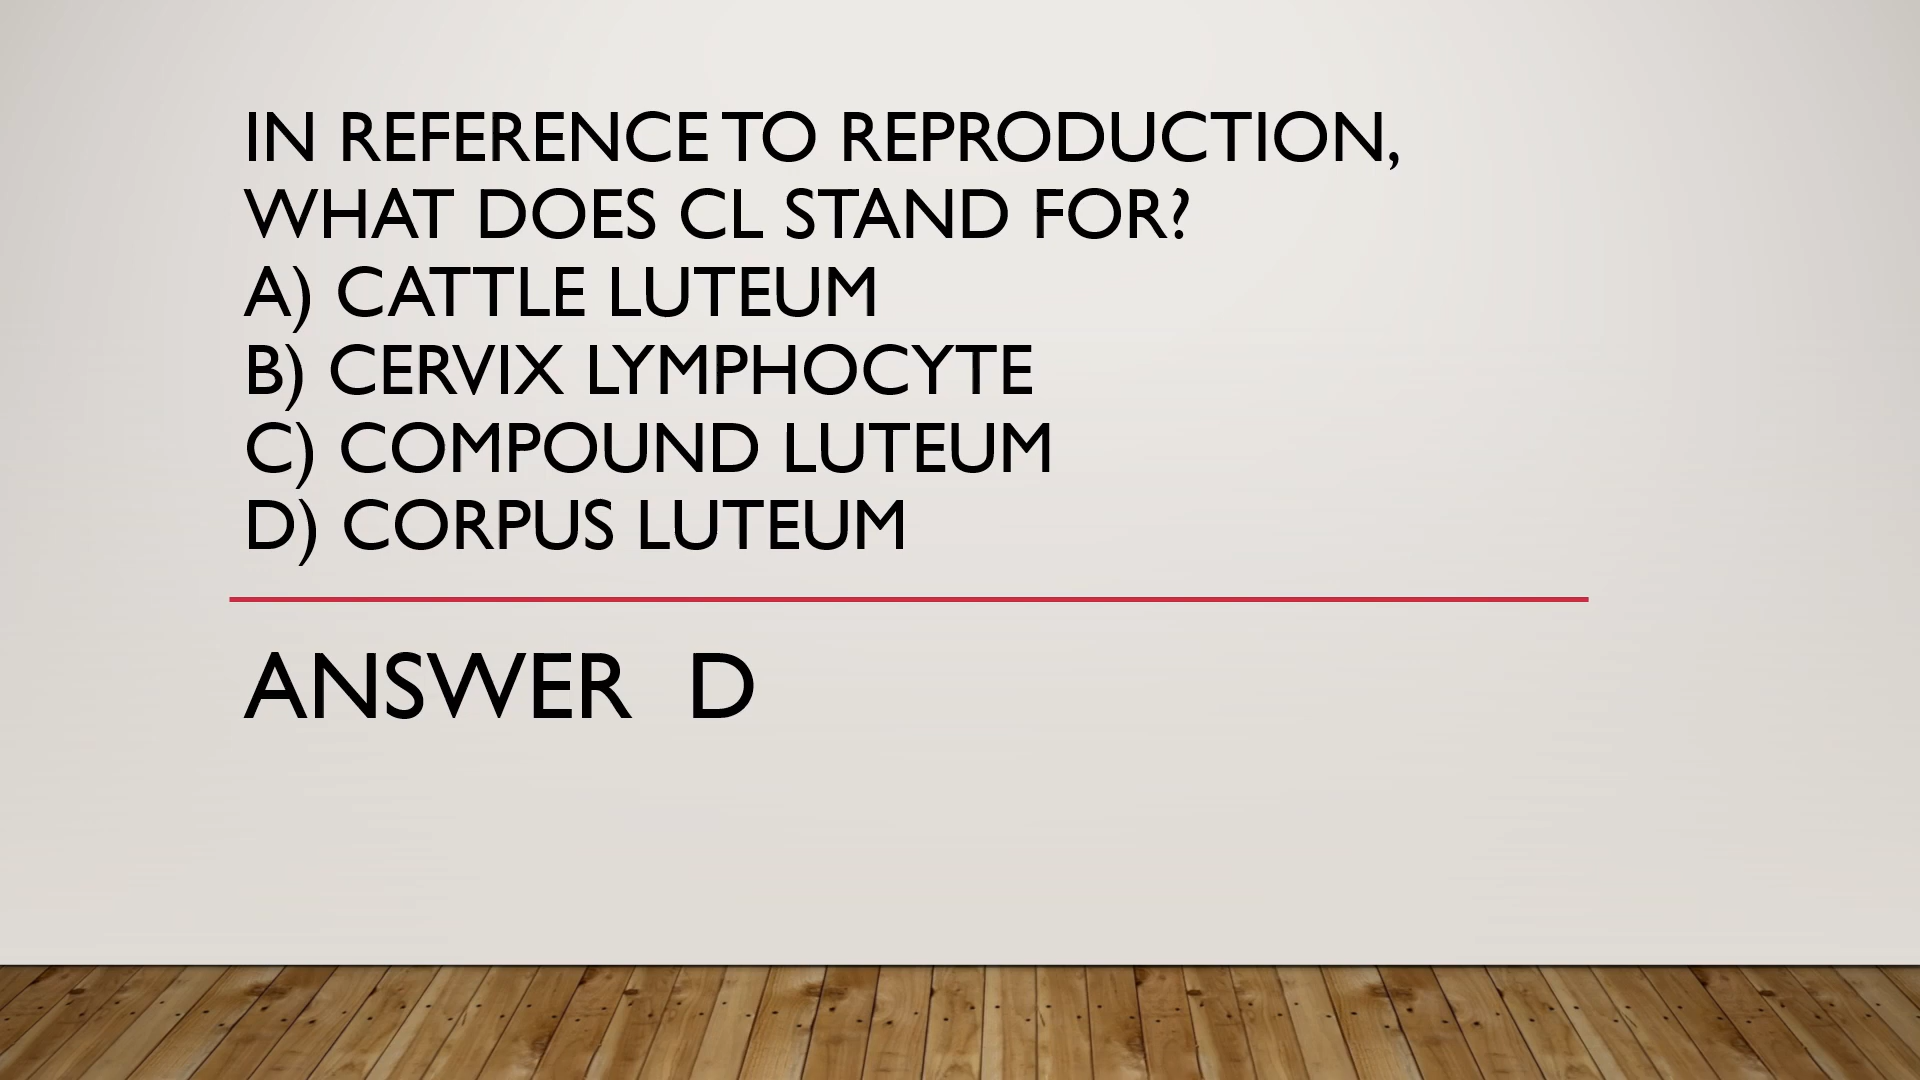 IN REFERENCE TO REPRODUCTION,
WHAT DOES CL STAND FOR?
A) CATTLE LUTEUM
B) CERVIX LYMPHOCYTE
C) COMPOUND LUTEUM
D) CORPUS LUTEUM
ANSWER D